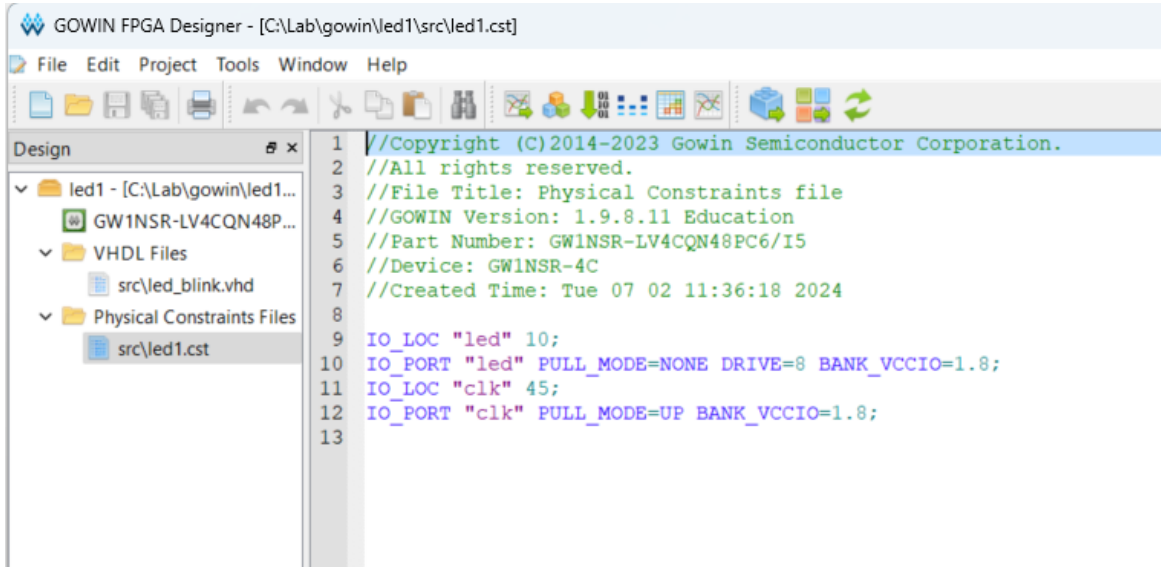 GOWIN FPGA Designer - [C:\Lab\gowin\led1\src\led1.cst]
File Edit Project Tools Window Help
Design
led1 - [C:\Lab\gowin\led1...
GW1NSR-LV4CQN48P...
VHDL Files
src\led_blink.vhd
Physical Constraints Files
src\led1.cst
1 //Copyright (C)2014-2023 Gowin Semiconductor Corporation.
2 //All rights reserved.
3 //File Title: Physical Constraints file
4 //GOWIN Version: 1.9.8.11 Education
5 //Part Number: GW1NSR-LV4CQN48PC6/I5
6 //Device: GW1NSR-4C
7 //Created Time: Tue 07 02 11:36:18 2024
8
9 IO_LOC "led" 10;
10 IO_PORT "led" PULL_MODE=NONE DRIVE=8 BANK_VCCIO=1.8;
11 IO_LOC "clk" 45;
12 IO_PORT "clk" PULL_MODE=UP BANK_VCCIO=1.8;
13